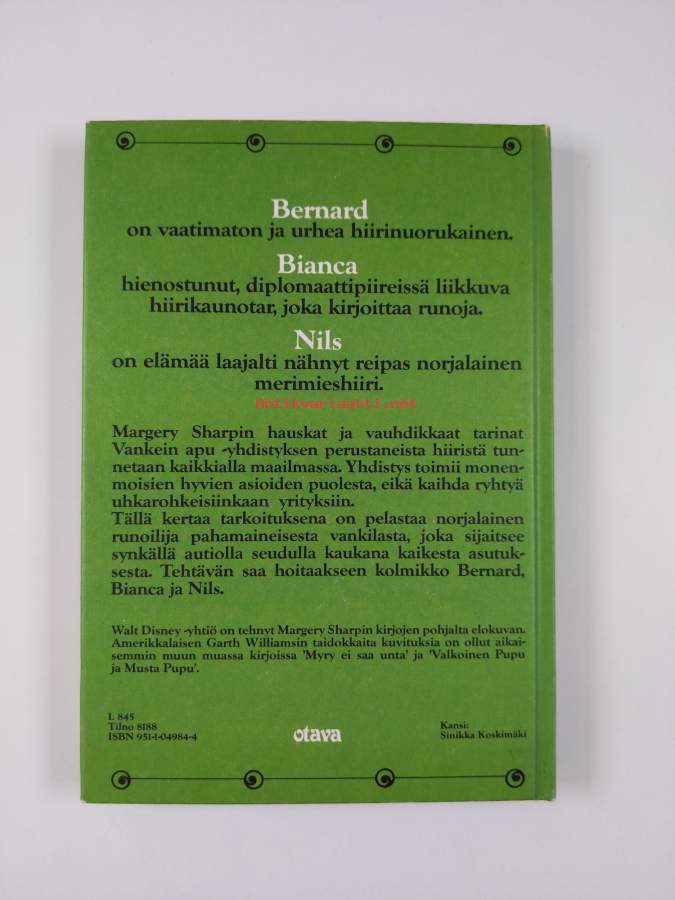 Bernard
on vaatimaton ja urhea hiirinuorukainen.
Bianca
hienostunut, diplomaattipiireissä liikkuva
hiirikaunotar, joka kirjoittaa runoja.
Nils
on elämää laajalti nähnyt reipas norjalainen
merimieshiiri.
Antikvariaatti.net
Margery Sharpin hauskat ja vauhdikkaat tarinat
Vankein apu -yhdistyksen perustaneista hiiristä tun-
netaan kaikkialla maailmassa. Yhdistys toimii monen-
moisien hyvien asioiden puolesta, eikä kaihda ryhtyä
uhkarohkeisiinkaan yrityksiin.
Tällä kertaa tarkoituksena on pelastaa norjalainen
runoilija pahamaineisesta vankilasta, joka sijaitsee
synkällä autiolla seudulla kaukana kaikesta asutuk-
sesta. Tehtävän saa hoitaakseen kolmikko Bernard,
Bianca ja Nils.
Walt Disney -yhtiö on tehnyt Margery Sharpin kirjojen pohjalta elokuvan.
Amerikkalaisen Garth Williamsin taidokkaita kuvituksia on ollut aikai-
semmin muun muassa kirjoissa 'Myry ei saa unta' ja 'Valkoinen Pupu
ja Musta Pupu'.
L 845
Tilno 8188
ISBN 951-1-04984-4
otava
Kansi:
Sinikka Koskimäki